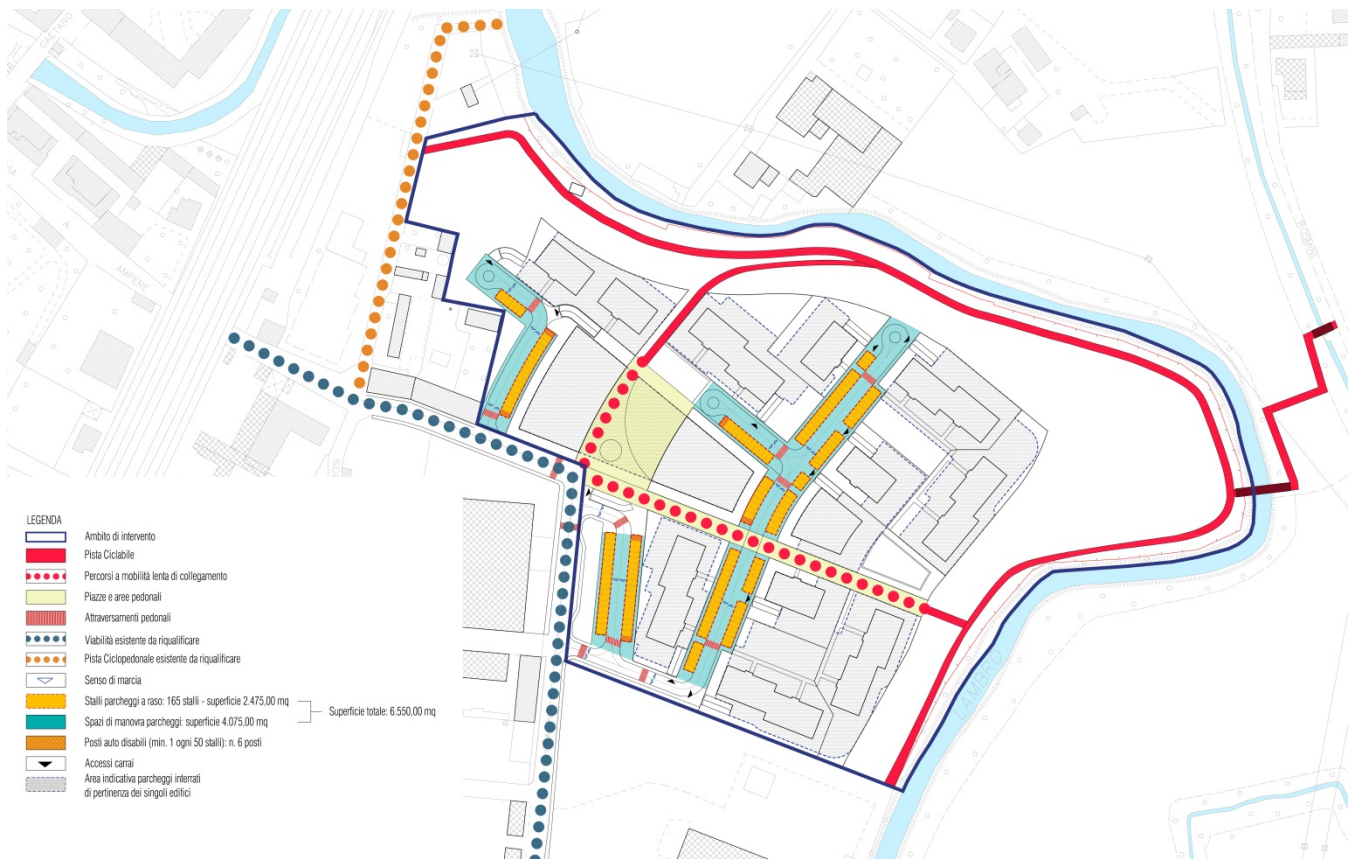 GAETANO
AMPERE
ROSMINI
LAMBRO
LEGENDA
Ambito di intervento
Pista Ciclabile
Percorsi a mobilità lenta di collegamento
Piazze e aree pedonali
Attraversamenti pedonali
Viabilità esistente da riqualificare
Pista Ciclopedonale esistente da riqualificare
Senso di marcia
Stalli parcheggi a raso: 165 stalli - superficie 2.475,00 mq
Superficie totale: 6.550,00 mq
Spazi di manovra parcheggi: superficie 4.075,00 mq
Posti auto disabili (min. 1 ogni 50 stalli): n. 6 posti
Accessi carrai
Area indicativa parcheggi interrati
di pertinenza dei singoli edifici